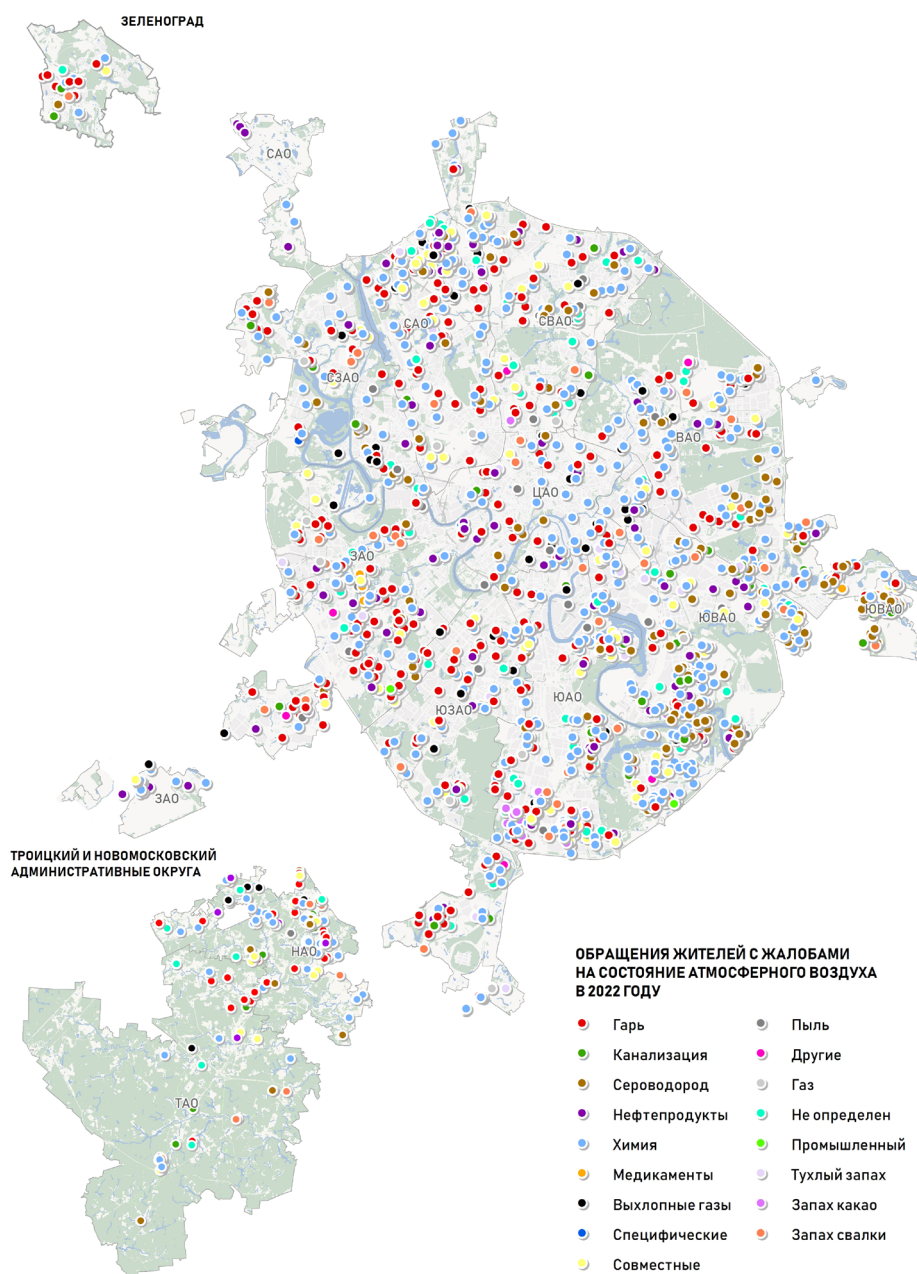 ЗЕЛЕНОГРАД
САО
САО
СВАО
СЗАО
ВАО
ЦАО
ЗАО
ЮВАО
ЮВАО
ЮЗАО
ЮАО
ЗАО
ТРОИЦКИЙ И НОВОМОСКОВСКИЙ
АДМИНИСТРАТИВНЫЕ ОКРУГА
НАО
ТАО
ОБРАЩЕНИЯ ЖИТЕЛЕЙ С ЖАЛОБАМИ
НА СОСТОЯНИЕ АТМОСФЕРНОГО ВОЗДУХА
В 2022 ГОДУ
Гарь
Канализация
Сероводород
Нефтепродукты
Химия
Медикаменты
Выхлопные газы
Специфические
Совместные
Пыль
Другие
Газ
Не определен
Промышленный
Тухлый запах
Запах какао
Запах свалки